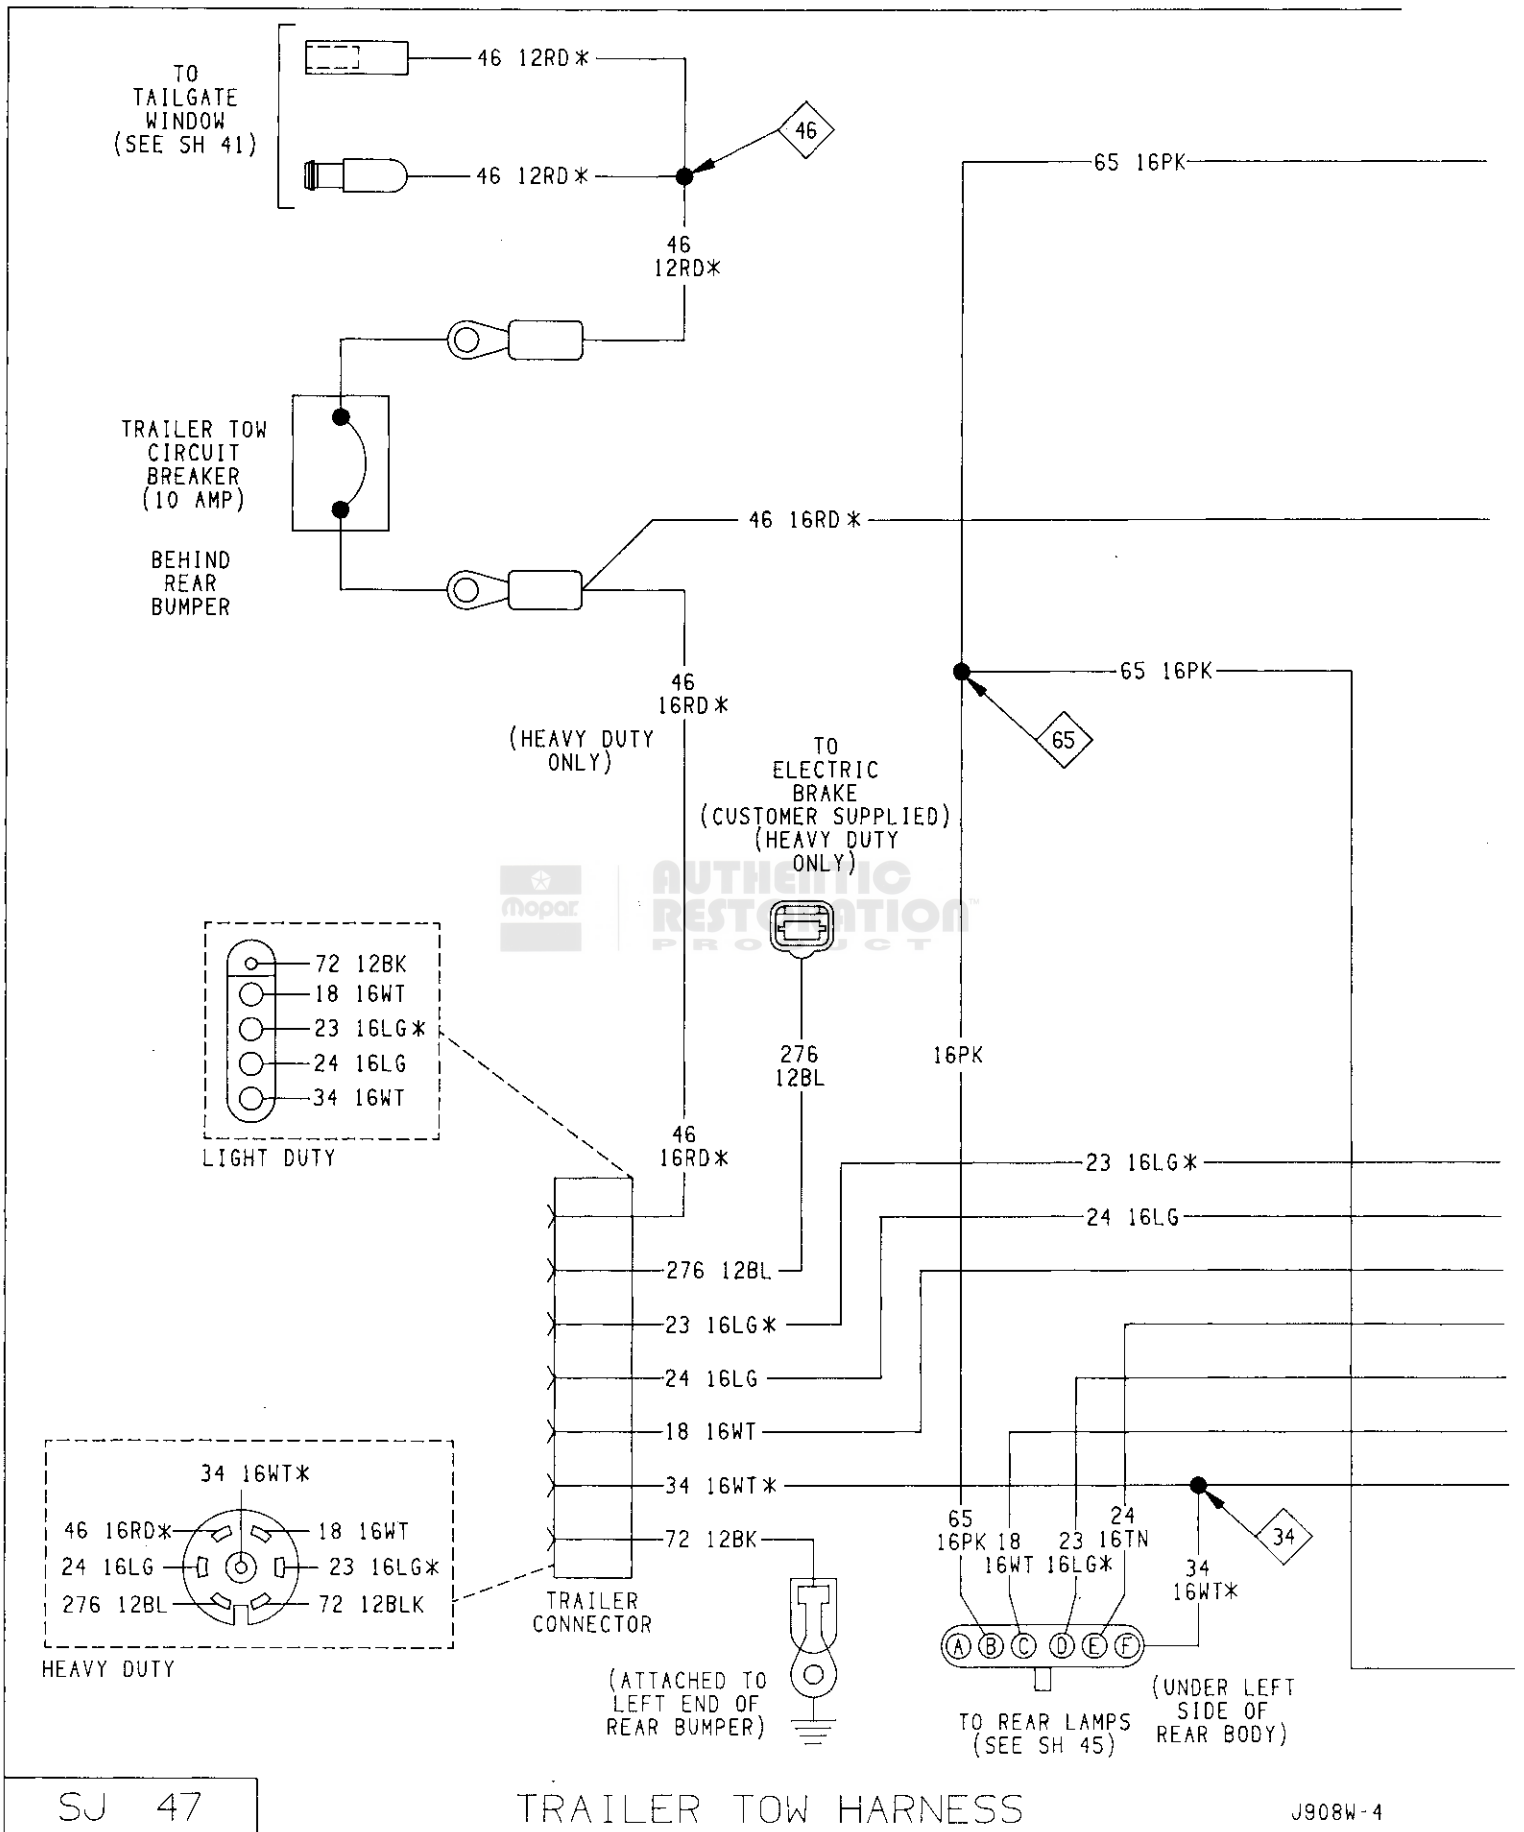 TO
TAILGATE
WINDOW
(SEE SH 41)
46 12RD*
46 12RD*
46
46
12RD*
65 16PK
TRAILER TOW
CIRCUIT
BREAKER
(10 AMP)
BEHIND
REAR
BUMPER
46 16RD*
65 16PK
65
46
16RD*
(HEAVY DUTY
ONLY)
TO
ELECTRIC
BRAKE
(CUSTOMER SUPPLIED)
(HEAVY DUTY
ONLY)
Mopar
AUTHENTIC
RESTORATION™
PRODUCT
72 12BK
18 16WT
23 16LG*
24 16LG
34 16WT
LIGHT DUTY
276
12BL
16PK
46
16RD*
23 16LG*
24 16LG
276 12BL
23 16LG*
24 16LG
18 16WT
34 16WT*
72 12BK
TRAILER
CONNECTOR
34 16WT*
46 16RD*
18 16WT
24 16LG
23 16LG*
276 12BL
72 12BLK
HEAVY DUTY
65
16PK
18
16WT
23
16LG*
24
16TN
34
34
16WT*
A B C D E F
(ATTACHED TO
LEFT END OF
REAR BUMPER)
TO REAR LAMPS
(SEE SH 45)
(UNDER LEFT
SIDE OF
REAR BODY)
SJ 47
TRAILER TOW HARNESS
J908W-4